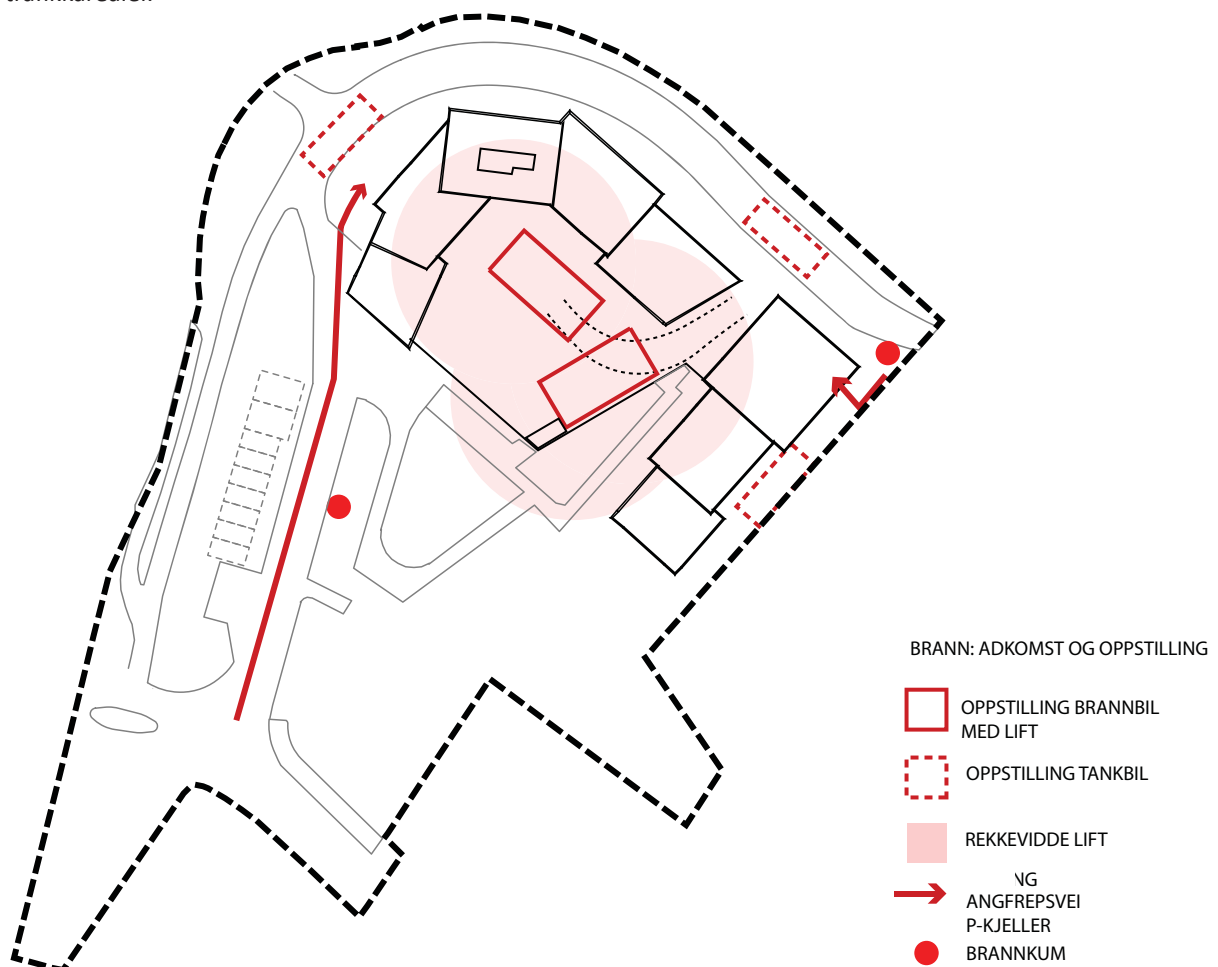 BRANN: ADKOMST OG OPPSTILLING
OPPSTILLING BRANNBIL
MED LIFT
OPPSTILLING TANKBIL
REKKEVIDDE LIFT
NG
ANGFREPSVEI
P-KJELLER
BRANNKUM